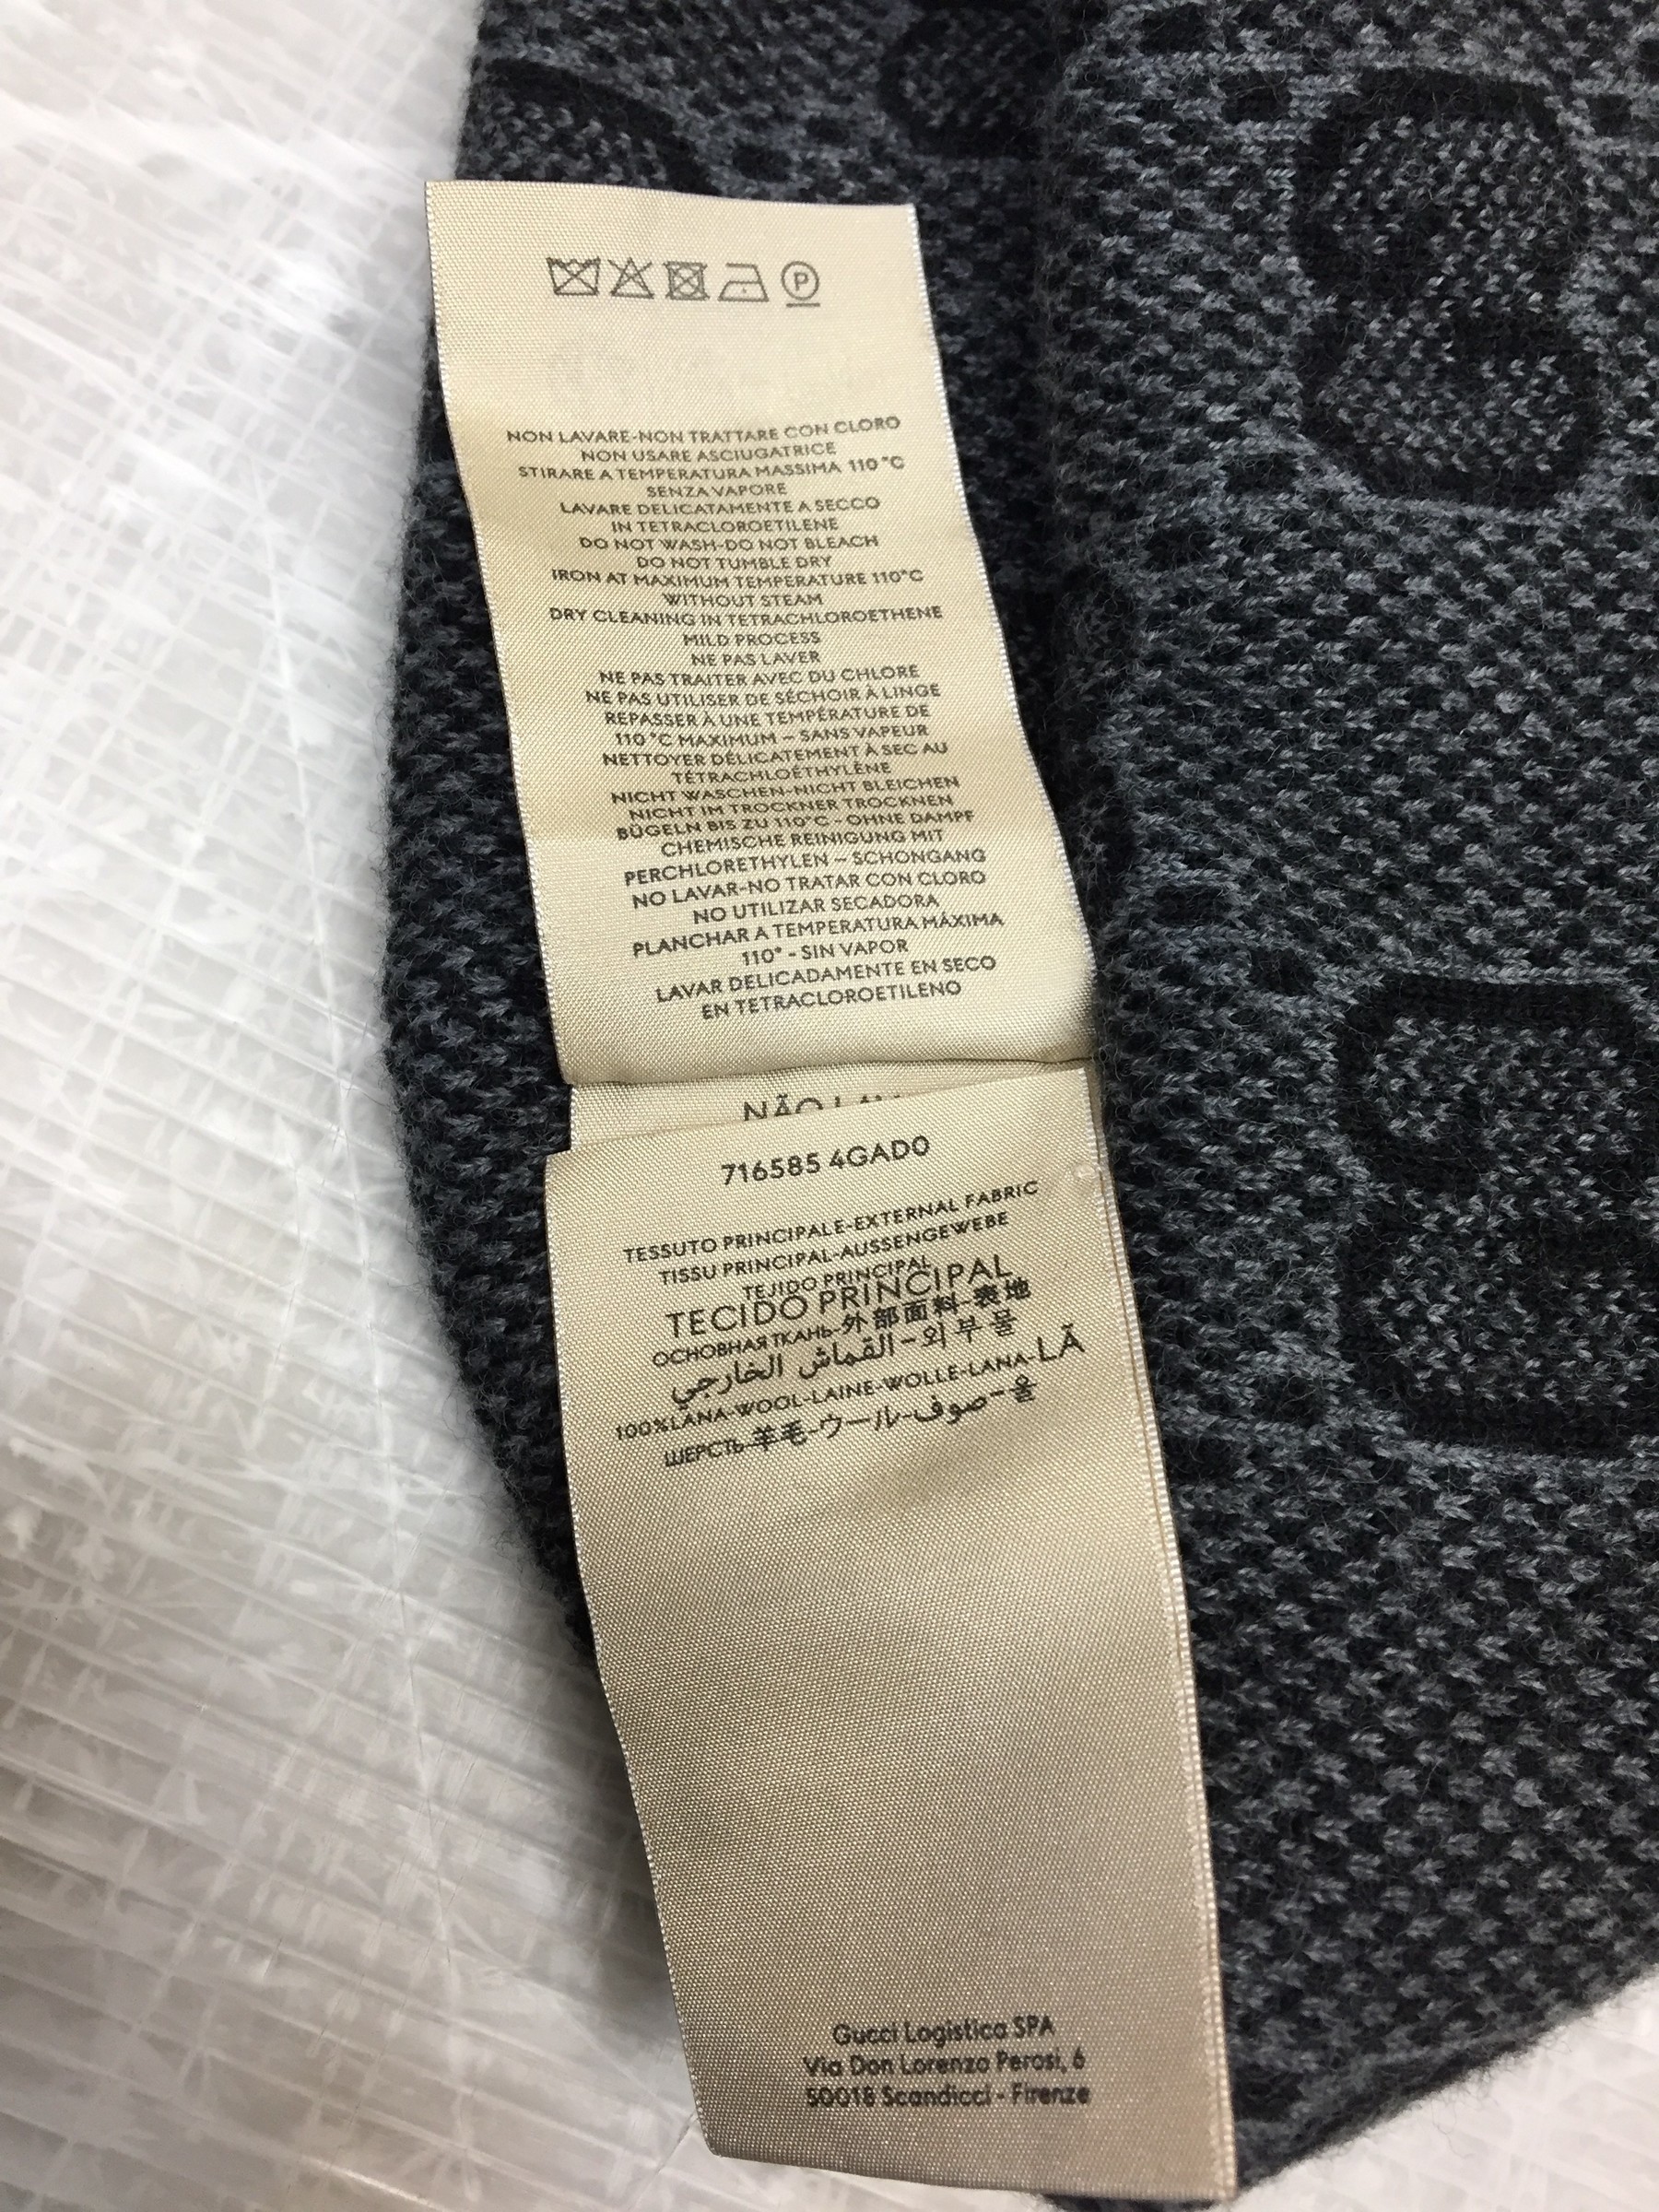 P
NON LAVARE-NON TRATTARE CON CLORO
NON USARE ASCIUGATRICE
STIRARE A TEMPERATURA MASSIMA 110 °C
SENZA VAPORE
LAVARE DELICATAMENTE A SECCO
IN TETRACLOROETILENE
DO NOT WASH-DO NOT BLEACH
DO NOT TUMBLE DRY
IRON AT MAXIMUM TEMPERATURE 110°C
WITHOUT STEAM
DRY CLEANING IN TETRACHLOROETHENE
MILD PROCESS
NE PAS LAVER
NE PAS TRAITER AVEC DU CHLORE
NE PAS UTILISER DE SÉCHOIR À LINGE
REPASSER À UNE TEMPÉRATURE DE
110 °C MAXIMUM – SANS VAPEUR
NETTOYER DÉLICATEMENT À SEC AU
TÉTRACHLOÉTHYLÈNE
NICHT WASCHEN-NICHT BLEICHEN
NICHT IM TROCKNER TROCKNEN
BÜGELN BIS ZU 110°C - OHNE DAMPF
CHEMISCHE REINIGUNG MIT
PERCHLORETHYLEN – SCHONGANG
NO LAVAR-NO TRATAR CON CLORO
NO UTILIZAR SECADORA
PLANCHAR A TEMPERATURA MÁXIMA
110° - SIN VAPOR
LAVAR DELICADAMENTE EN SECO
EN TETRACLOROETILENO
NÃO
716585 4GAD0
TESSUTO PRINCIPALE-EXTERNAL FABRIC
TISSU PRINCIPAL-AUSSENGEWEBE
TEJIDO PRINCIPAL
TECIDO PRINCIPAL
ОСНОВНАЯ ТКАНЬ-外部面料-表地
القماش الخارجي - 외부물
100%LANA-WOOL-LAINE-WOLLE-LANA-LÃ
ШЕРСТЬ-羊毛-ウール-صوف-울
Gucci Logistica SPA
Via Don Lorenzo Perosi, 6
50018 Scandicci - Firenze